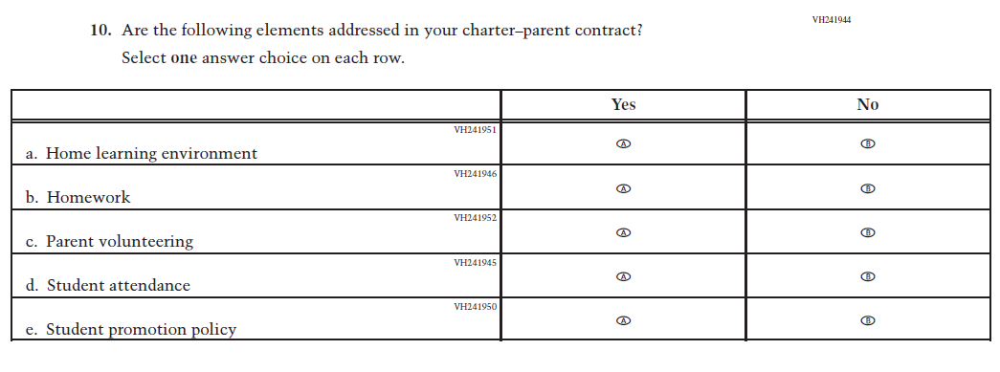 VH241944
10. Are the following elements addressed in your charter–parent contract?
Select one answer choice on each row.
Yes No
VH241951
a. Home learning environment A B
VH241946
b. Homework A B
VH241952
c. Parent volunteering A B
VH241945
d. Student attendance A B
VH241950
e. Student promotion policy A B